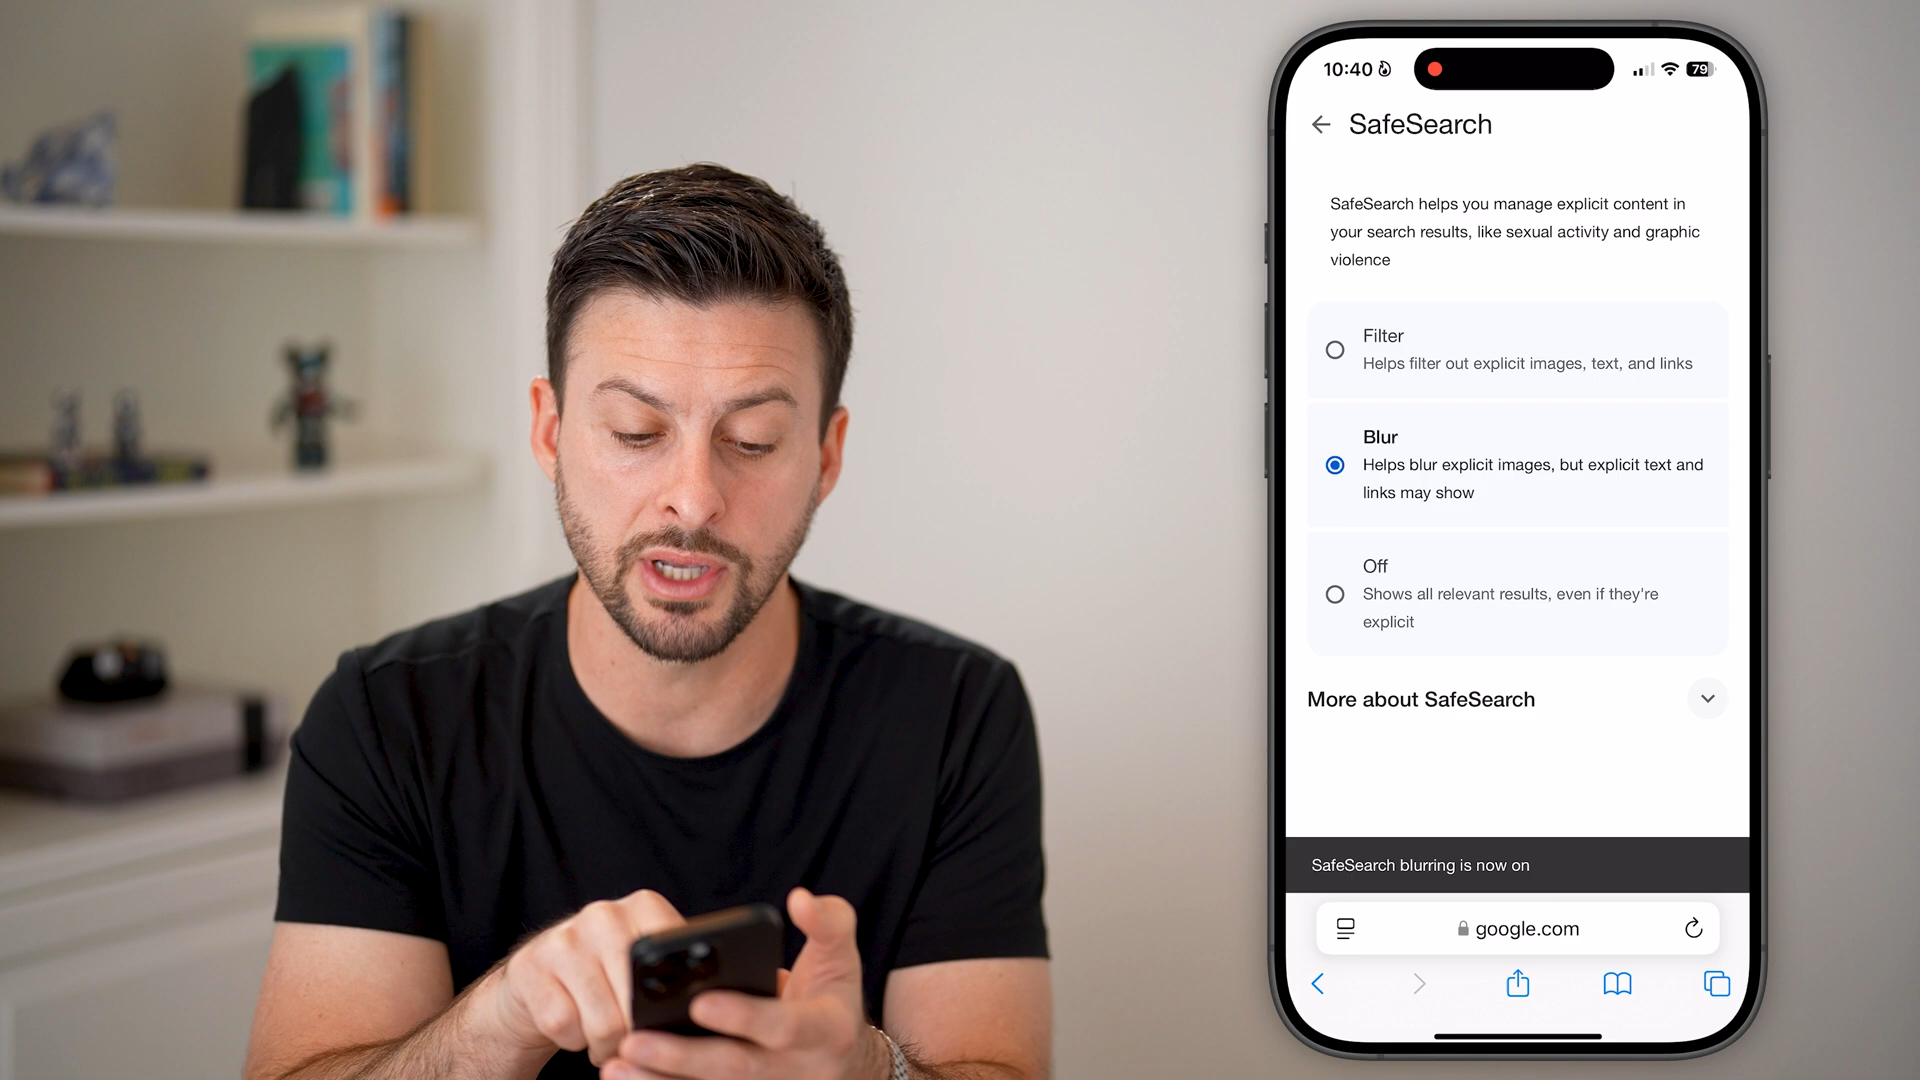 10:40
79
SafeSearch
SafeSearch helps you manage explicit content in
your search results, like sexual activity and graphic
violence
Filter
Helps filter out explicit images, text, and links
Blur
Helps blur explicit images, but explicit text and
links may show
Off
Shows all relevant results, even if they're
explicit
More about SafeSearch
SafeSearch blurring is now on
google.com